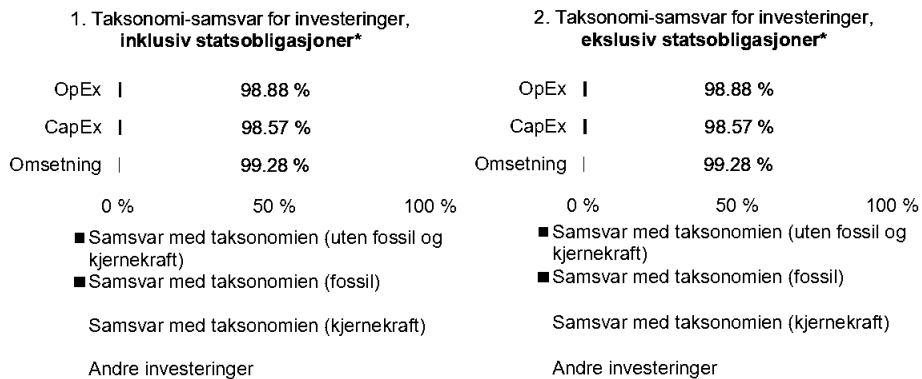 1. Taksonomi-samsvar for investeringer,
inklusiv statsobligasjoner*
OpEx 98.88 %
CapEx 98.57 %
Omsetning 99.28 %
0 % 50 % 100 %
Samsvar med taksonomien (uten fossil og
kjernekraft)
Samsvar med taksonomien (fossil)
Samsvar med taksonomien (kjernekraft)
Andre investeringer
2. Taksonomi-samsvar for investeringer,
ekslusiv statsobligasjoner*
OpEx 98.88 %
CapEx 98.57 %
Omsetning 99.28 %
0 % 50 % 100 %
Samsvar med taksonomien (uten fossil og
kjernekraft)
Samsvar med taksonomien (fossil)
Samsvar med taksonomien (kjernekraft)
Andre investeringer